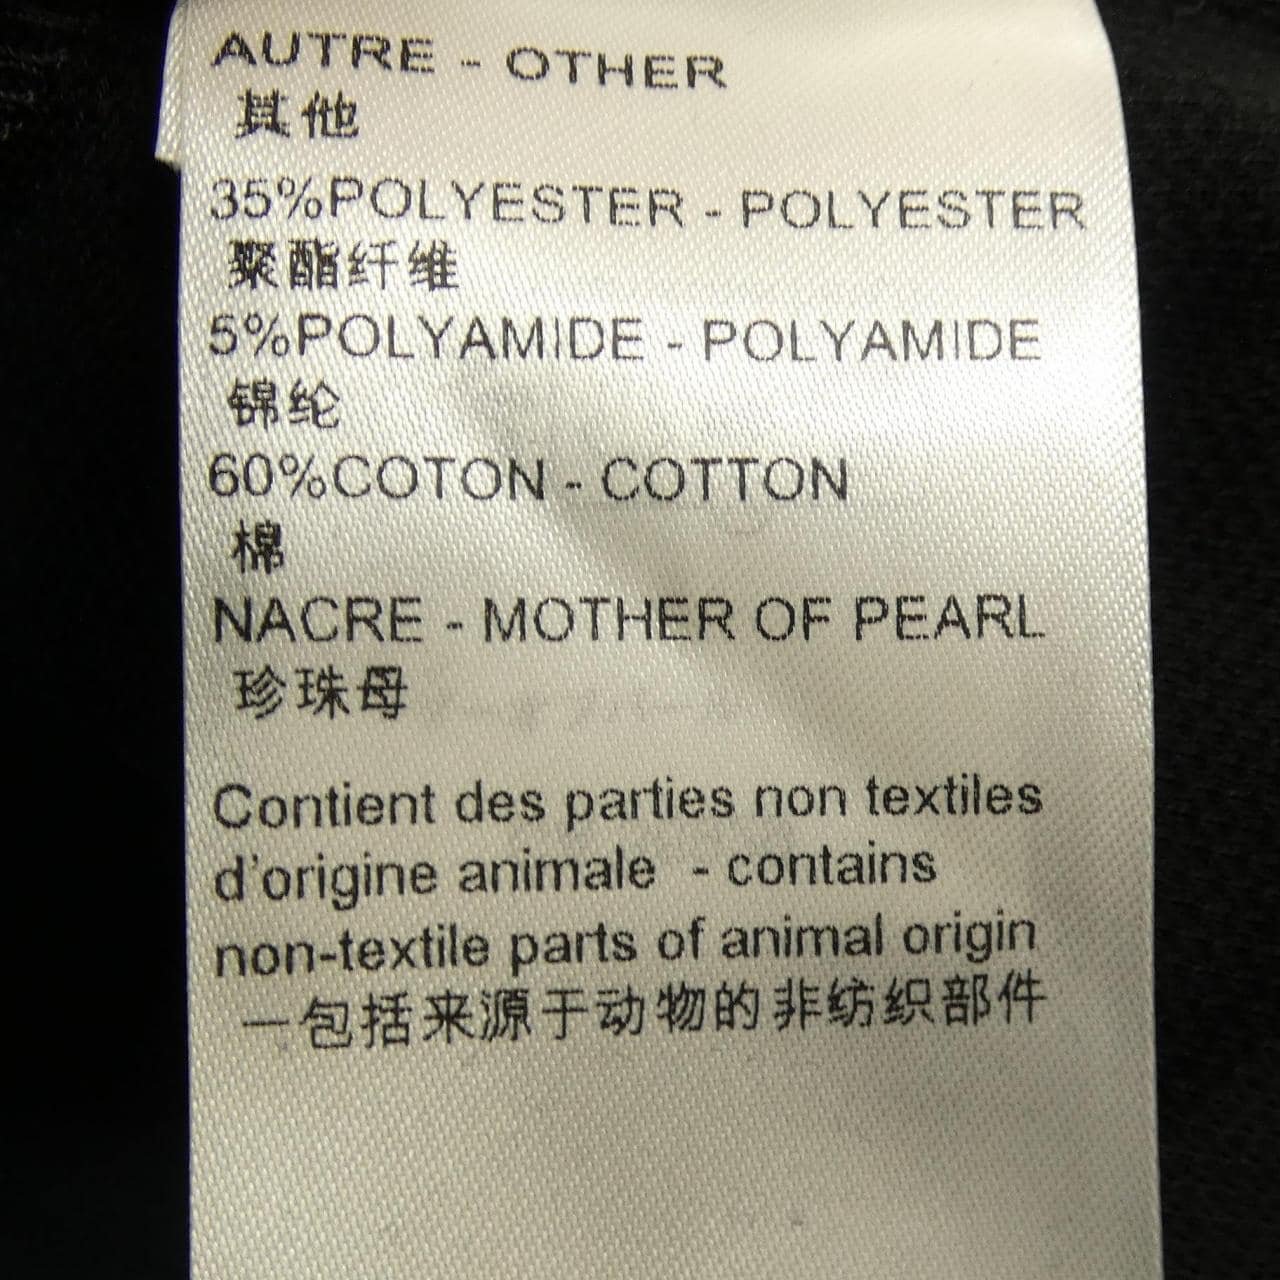 AUTRE - OTHER
其他
35%POLYESTER - POLYESTER
聚酯纤维
5%POLYAMIDE - POLYAMIDE
锦纶
60%COTON - COTTON
棉
NACRE - MOTHER OF PEARL
珍珠母
Contient des parties non textiles
d'origine animale - contains
non-textile parts of animal origin
－包括来源于动物的非纺织部件